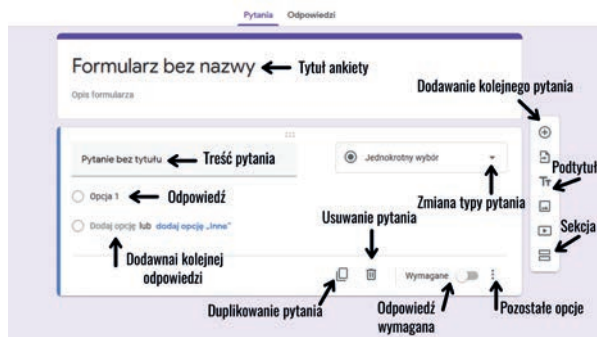 Pytania Odpowiedzi
Formularz bez nazwy Tytuł ankiety
Opis formularza
Dodawanie kolejnego pytania
Pytanie bez tytułu Treść pytania
Jednokrotny wybór
Opcja 1 Odpowiedź
Dodaj opcję lub dodaj opcję „Inne”
Zmiana typy pytania
Podtytuł
Sekcja
Usuwanie pytania
Dodawnai kolejnej
odpowiedzi
Wymagane
Duplikowanie pytania
Odpowiedź
wymagana
Pozostałe opcje